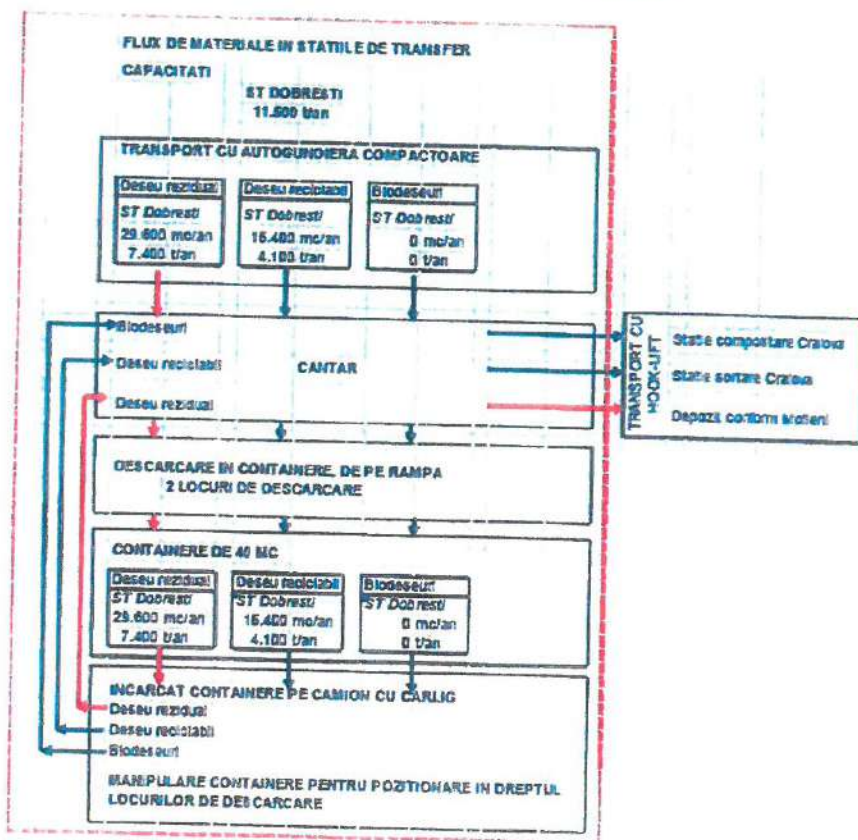 FLUX DE MATERIALE IN STATIILE DE TRANSFER
CAPACITATI
ST DOBRESTI
11.500 t/an
TRANSPORT CU AUTOGUNOIERA COMPACTOARE
Deseu rezidual
ST Dobresti
29.600 mc/an
7.400 t/an
Deseu reciclabil
ST Dobresti
16.400 mc/an
4.100 t/an
Biodeseuri
ST Dobresti
0 mc/an
0 t/an
Biodeseuri
Deseu reciclabil
Deseu rezidual
CANTAR
TRANSPORT CU
HOOK-LIFT
Statie compostare Craiova
Statie sortare Craiova
Depozit conform Mofleni
DESCARCARE IN CONTAINERE, DE PE RAMPA
2 LOCURI DE DESCARCARE
CONTAINERE DE 40 MC
Deseu rezidual
ST Dobresti
29.600 mc/an
7.400 t/an
Deseu reciclabil
ST Dobresti
16.400 mc/an
4.100 t/an
Biodeseuri
ST Dobresti
0 mc/an
0 t/an
INCARCAT CONTAINERE PE CAMION CU CARLIG
Deseu rezidual
Deseu reciclabil
Biodeseuri
MANIPULARE CONTAINERE PENTRU POZITIONARE IN DREPTUL
LOCURILOR DE DESCARCARE